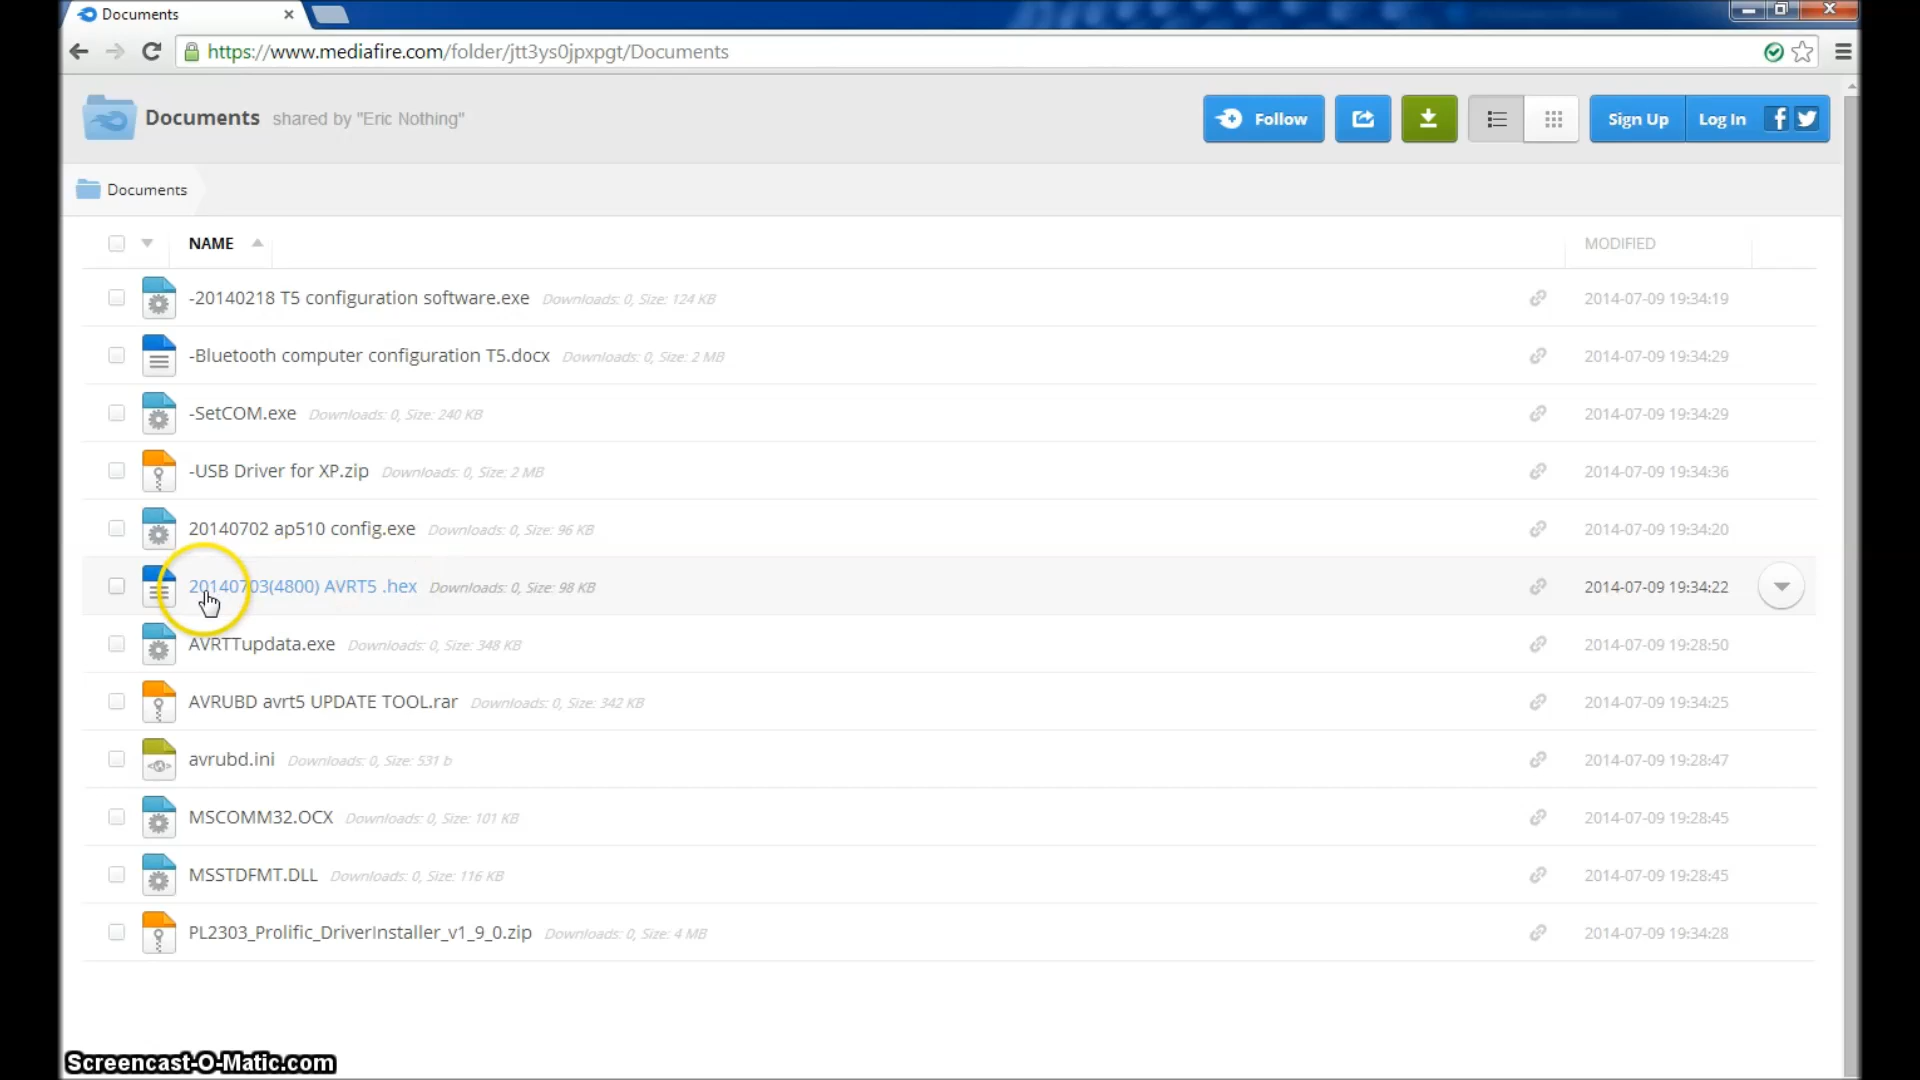 Documents
https://www.mediafire.com/folder/jtt3ys0jpxpgt/Documents
Documents shared by "Eric Nothing"
Follow
Sign Up
Log In
Documents
NAME
MODIFIED
-20140218 T5 configuration software.exe Downloads: 0, Size: 124 KB 2014-07-09 19:34:19
-Bluetooth computer configuration T5.docx Downloads: 0, Size: 2 MB 2014-07-09 19:34:29
-SetCOM.exe Downloads: 0, Size: 240 KB 2014-07-09 19:34:29
-USB Driver for XP.zip Downloads: 0, Size: 2 MB 2014-07-09 19:34:36
20140702 ap510 config.exe Downloads: 0, Size: 96 KB 2014-07-09 19:34:20
20140703(4800) AVRT5 .hex Downloads: 0, Size: 98 KB 2014-07-09 19:34:22
AVRTTupdata.exe Downloads: 0, Size: 348 KB 2014-07-09 19:28:50
AVRUBD avrt5 UPDATE TOOL.rar Downloads: 0, Size: 342 KB 2014-07-09 19:34:25
avrubd.ini Downloads: 0, Size: 531 b 2014-07-09 19:28:47
MSCOMM32.OCX Downloads: 0, Size: 101 KB 2014-07-09 19:28:45
MSSTDFMT.DLL Downloads: 0, Size: 116 KB 2014-07-09 19:28:45
PL2303_Prolific_DriverInstaller_v1_9_0.zip Downloads: 0, Size: 4 MB 2014-07-09 19:34:28
Screencast-O-Matic.com